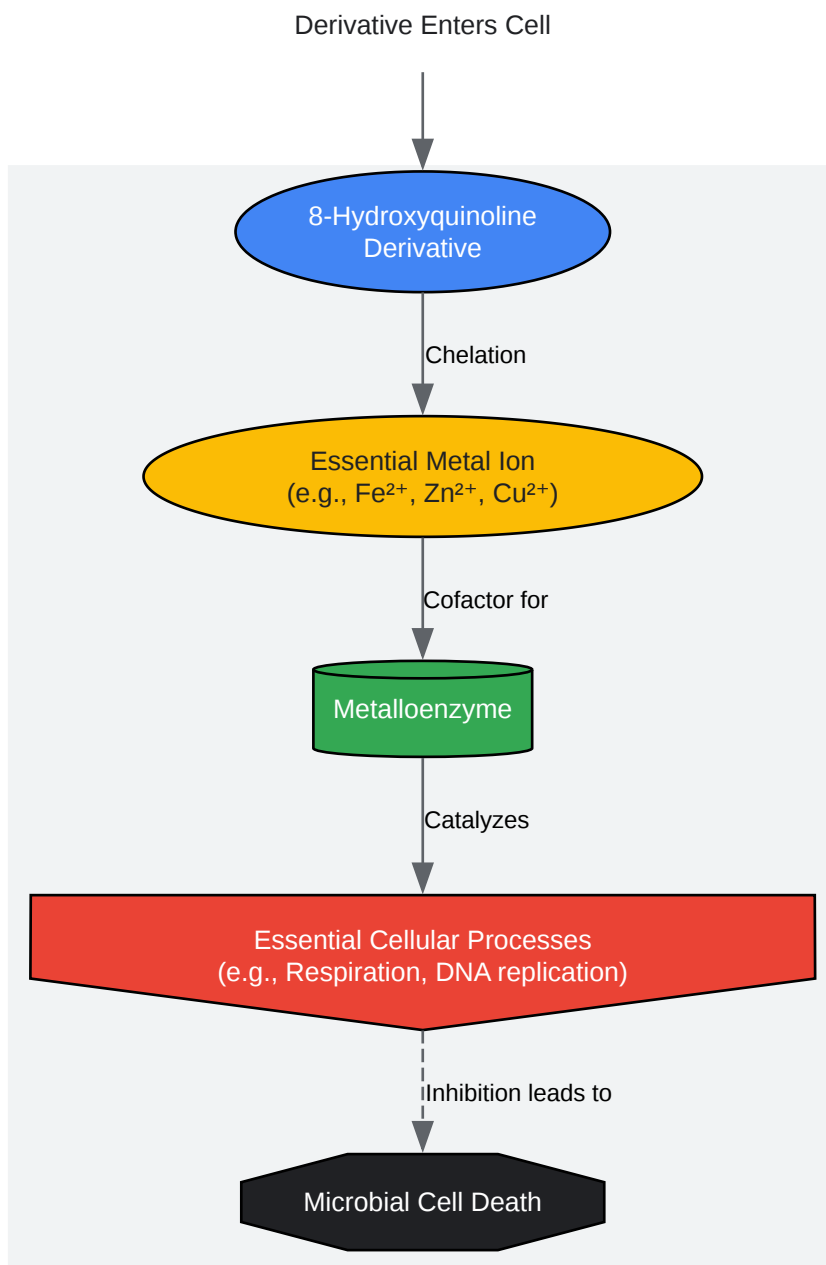 Derivative Enters Cell
8-Hydroxyquinoline
Derivative
Chelation
Essential Metal Ion
(e.g., Fe²⁺, Zn²⁺, Cu²⁺)
Cofactor for
Metalloenzyme
Catalyzes
Essential Cellular Processes
(e.g., Respiration, DNA replication)
Inhibition leads to
Microbial Cell Death